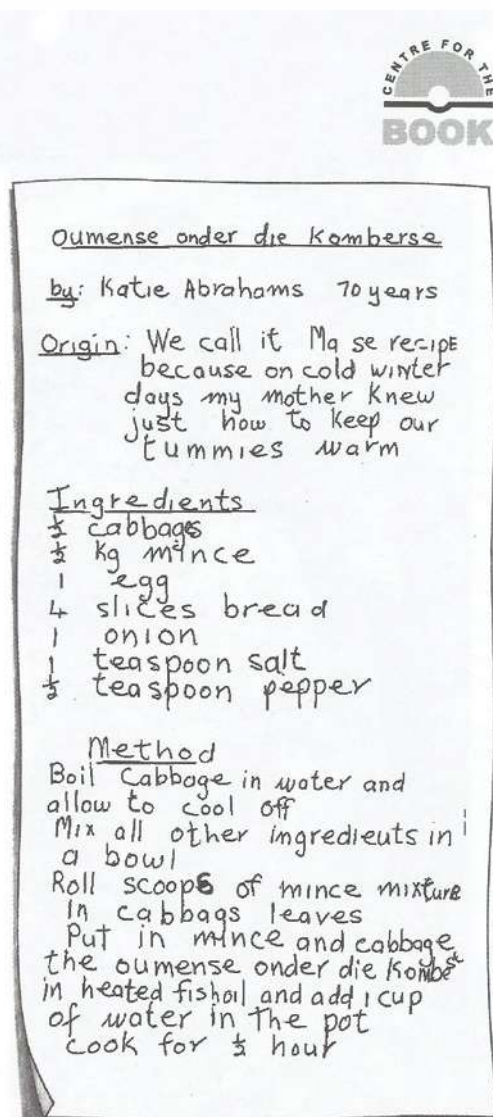 CENTRE FOR THE
BOOK
Oumense onder die Komberse
by: Katie Abrahams 70 years
Origin: We call it Ma se recipe
because on cold winter
days my mother knew
just how to keep our
tummies warm
Ingredients
½ cabbages
½ kg mince
1 egg
4 slices bread
1 onion
1 teaspoon salt
½ teaspoon pepper
Method
Boil Cabbage in water and
allow to cool off
Mix all other ingredients in
a bowl
Roll scoops of mince mixture
In cabbags leaves
Put in mince and cabbage
the oumense onder die
in heated fishoil and add 1 cup
of water in the pot
cook for ½ hour